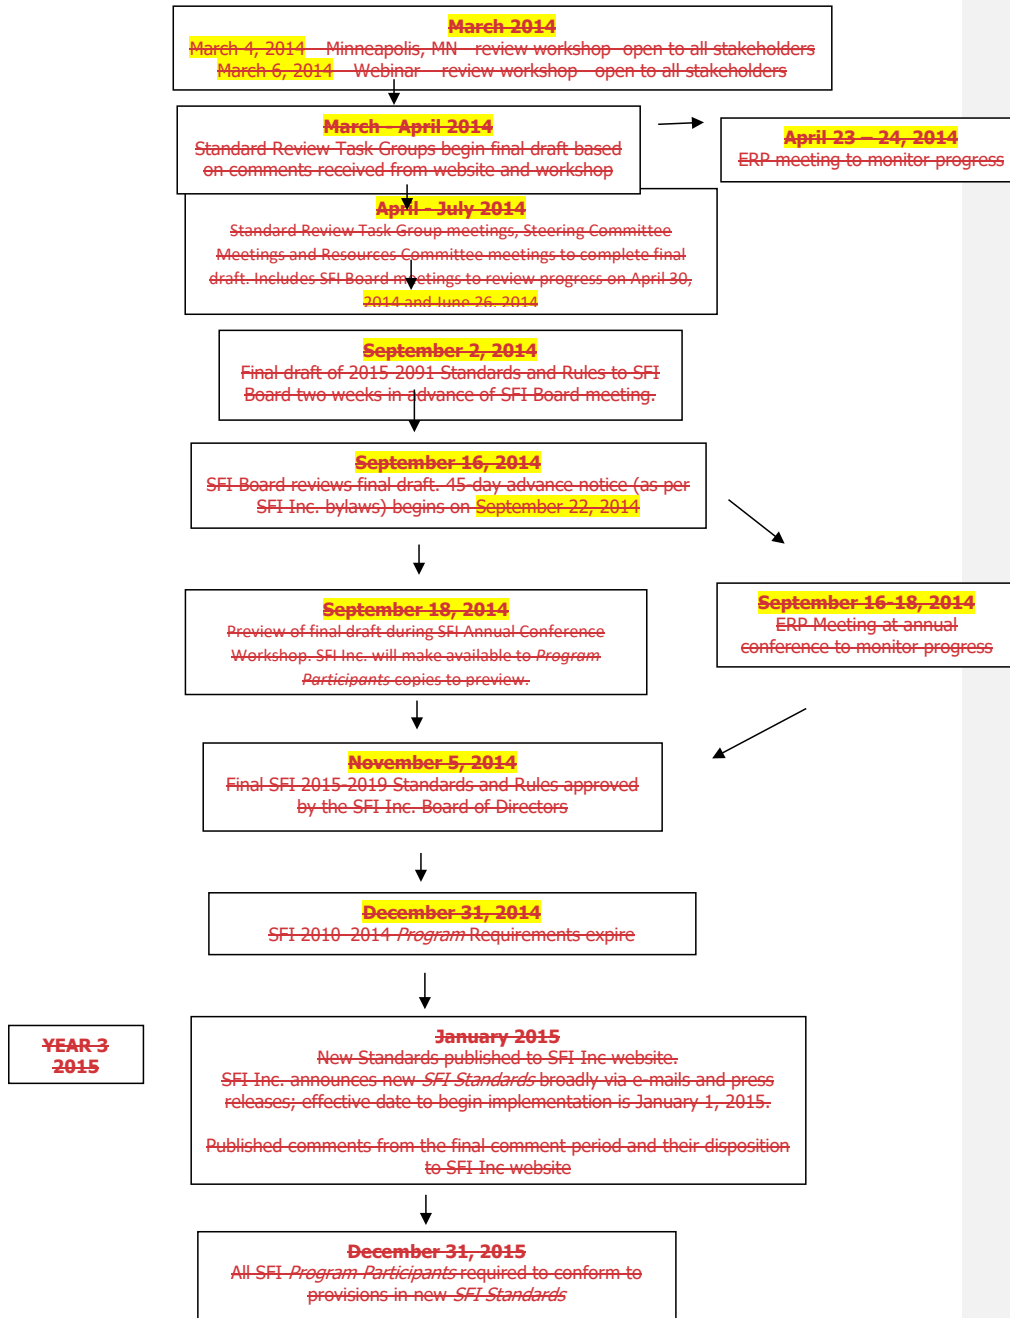 March 2014
March 4, 2014 – Minneapolis, MN – review workshop -open to all stakeholders
March 6, 2014 – Webinar – review workshop – open to all stakeholders
March - April 2014
Standard Review Task Groups begin final draft based
on comments received from website and workshop
April 23 – 24, 2014
ERP meeting to monitor progress
April - July 2014
Standard Review Task Group meetings, Steering Committee
Meetings and Resources Committee meetings to complete final
draft. Includes SFI Board meetings to review progress on April 30,
2014 and June 26, 2014
September 2, 2014
Final draft of 2015-2091 Standards and Rules to SFI
Board two weeks in advance of SFI Board meeting.
September 16, 2014
SFI Board reviews final draft. 45-day advance notice (as per
SFI Inc. bylaws) begins on September 22, 2014
September 18, 2014
Preview of final draft during SFI Annual Conference
Workshop. SFI Inc. will make available to Program
Participants copies to preview.
September 16-18, 2014
ERP Meeting at annual
conference to monitor progress
November 5, 2014
Final SFI 2015-2019 Standards and Rules approved
by the SFI Inc. Board of Directors
December 31, 2014
SFI 2010-2014 Program Requirements expire
YEAR 3
2015
January 2015
New Standards published to SFI Inc website.
SFI Inc. announces new SFI Standards broadly via e-mails and press
releases; effective date to begin implementation is January 1, 2015.
Published comments from the final comment period and their disposition
to SFI Inc website
December 31, 2015
All SFI Program Participants required to conform to
provisions in new SFI Standards